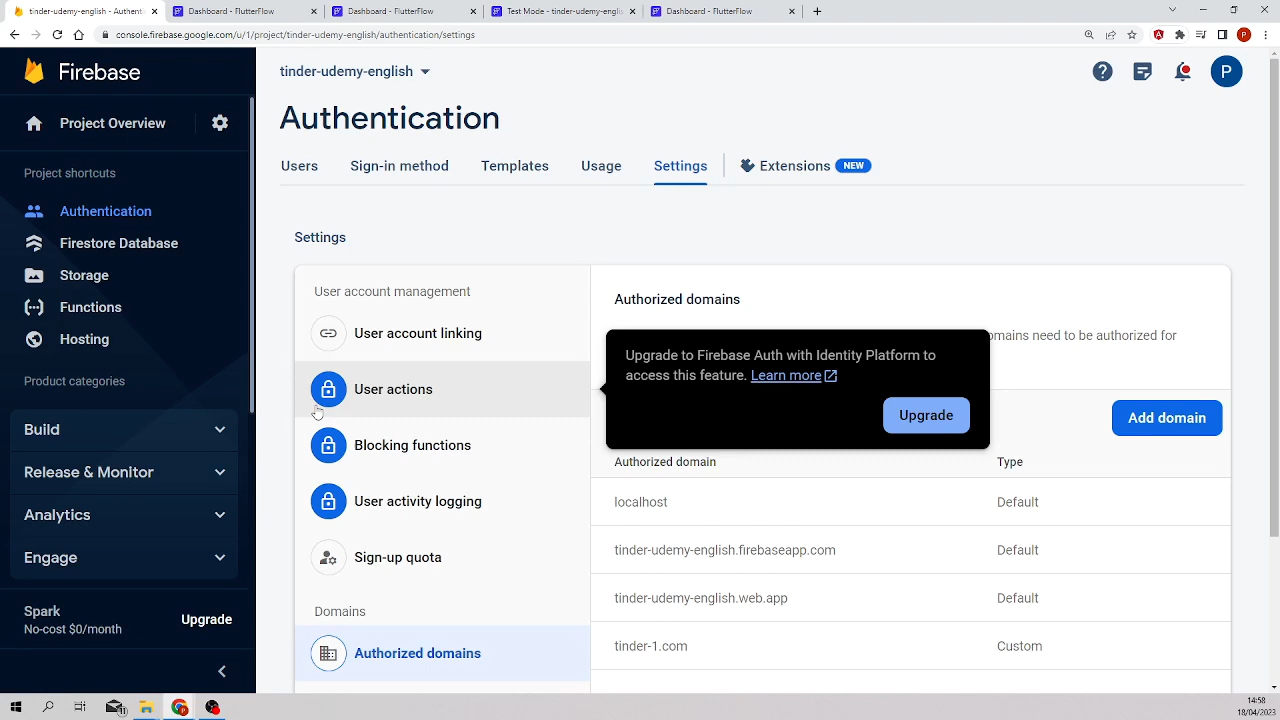 tinder-udemy-english - Authenti
Dashboard - FlutterFlow
Dashboard - FlutterFlow
Test Mode - tinder-udemy-englis
Dashboard - FlutterFlow
console.firebase.google.com/u/1/project/tinder-udemy-english/authentication/settings
P
Firebase
Project Overview
Project shortcuts
Authentication
Firestore Database
Storage
Functions
Hosting
Product categories
Build
Release & Monitor
Analytics
Engage
Spark
No-cost $0/month
Upgrade
tinder-udemy-english
P
Authentication
Users
Sign-in method
Templates
Usage
Settings
Extensions
NEW
Settings
User account management
User account linking
User actions
Blocking functions
User activity logging
Sign-up quota
Domains
Authorized domains
Authorized domains
omains need to be authorized for
Upgrade to Firebase Auth with Identity Platform to
access this feature. Learn more
Upgrade
Add domain
Authorized domain
Type
localhost
Default
tinder-udemy-english.firebaseapp.com
Default
tinder-udemy-english.web.app
Default
tinder-1.com
Custom
14:58
18/04/2023